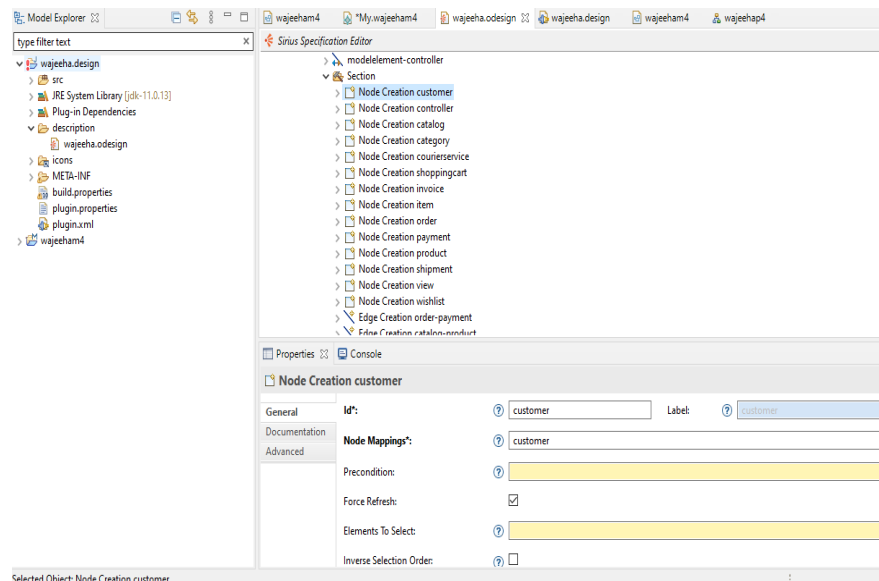 Model Explorer
type filter text
X
wajeeha.design
src
JRE System Library [jdk-11.0.13]
Plug-in Dependencies
description
wajeeha.odesign
icons
META-INF
build.properties
plugin.properties
plugin.xml
wajeeham4
wajeeham4
*My.wajeeham4
wajeeha.odesign
wajeeha.design
wajeeham4
wajeehap4
Sirius Specification Editor
modelelement-controller
Section
Node Creation customer
Node Creation controller
Node Creation catalog
Node Creation category
Node Creation courierservice
Node Creation shoppingcart
Node Creation invoice
Node Creation item
Node Creation order
Node Creation payment
Node Creation product
Node Creation shipment
Node Creation view
Node Creation wishlist
Edge Creation order-payment
Edge Creation catalog-product
Properties
Console
Node Creation customer
General
Documentation
Advanced
Id*: ? customer Label: ? customer
Node Mappings*: ? customer
Precondition: ?
Force Refresh:
Elements To Select: ?
Inverse Selection Order: ?
Selected Object: Node Creation customer